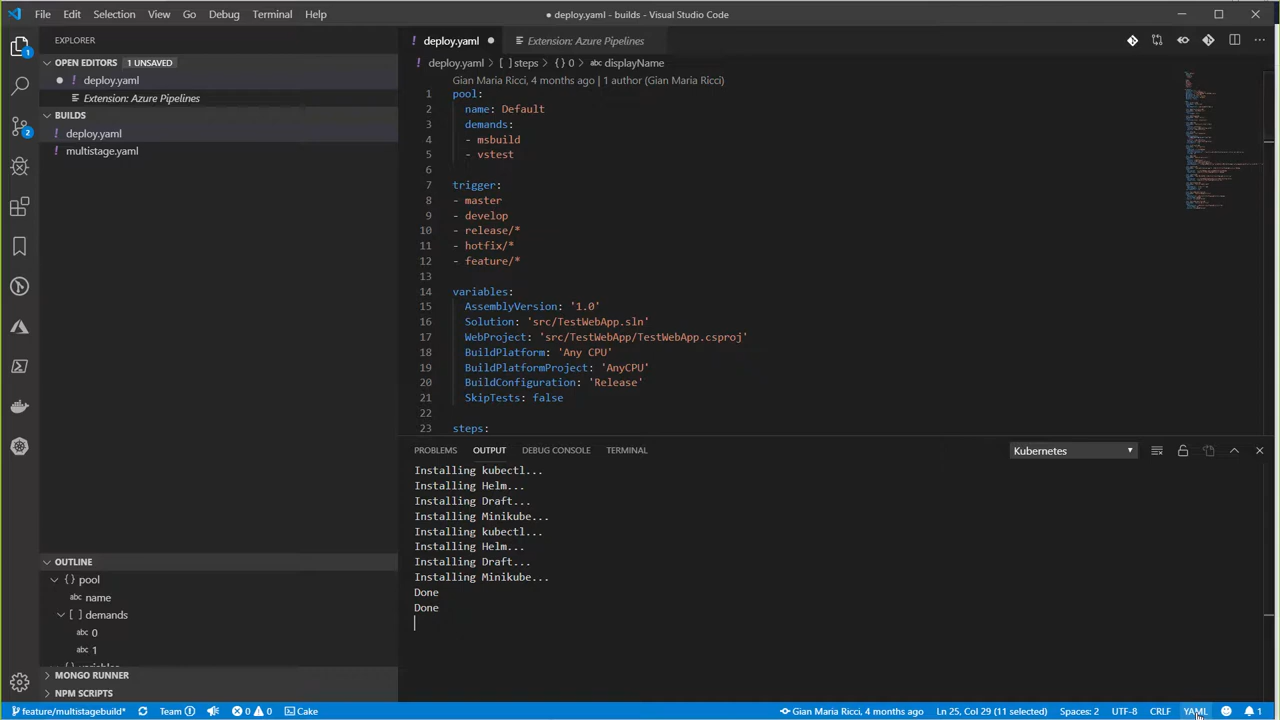 File Edit Selection View Go Debug Terminal Help
● deploy.yaml - builds - Visual Studio Code
EXPLORER
OPEN EDITORS 1 UNSAVED
! deploy.yaml
Extension: Azure Pipelines
BUILDS
! deploy.yaml
! multistage.yaml
OUTLINE
{ } pool
abc name
[ ] demands
abc 0
abc 1
MONGO RUNNER
NPM SCRIPTS
! deploy.yaml ●
Extension: Azure Pipelines
! deploy.yaml > [ ] steps > { } 0 > abc displayName
Gian Maria Ricci, 4 months ago | 1 author (Gian Maria Ricci)
1 pool:
2 name: Default
3 demands:
4 - msbuild
5 - vstest
6
7 trigger:
8 - master
9 - develop
10 - release/*
11 - hotfix/*
12 - feature/*
13
14 variables:
15 AssemblyVersion: '1.0'
16 Solution: 'src/TestWebApp.sln'
17 WebProject: 'src/TestWebApp/TestWebApp.csproj'
18 BuildPlatform: 'Any CPU'
19 BuildPlatformProject: 'AnyCPU'
20 BuildConfiguration: 'Release'
21 SkipTests: false
22
23 steps:
PROBLEMS OUTPUT DEBUG CONSOLE TERMINAL
Kubernetes
Installing kubectl...
Installing Helm...
Installing Draft...
Installing Minikube...
Installing kubectl...
Installing Helm...
Installing Draft...
Installing Minikube...
Done
Done
feature/multistagebuild* Team 0 0 Cake
Gian Maria Ricci, 4 months ago Ln 25, Col 29 (11 selected) Spaces: 2 UTF-8 CRLF YAML 1